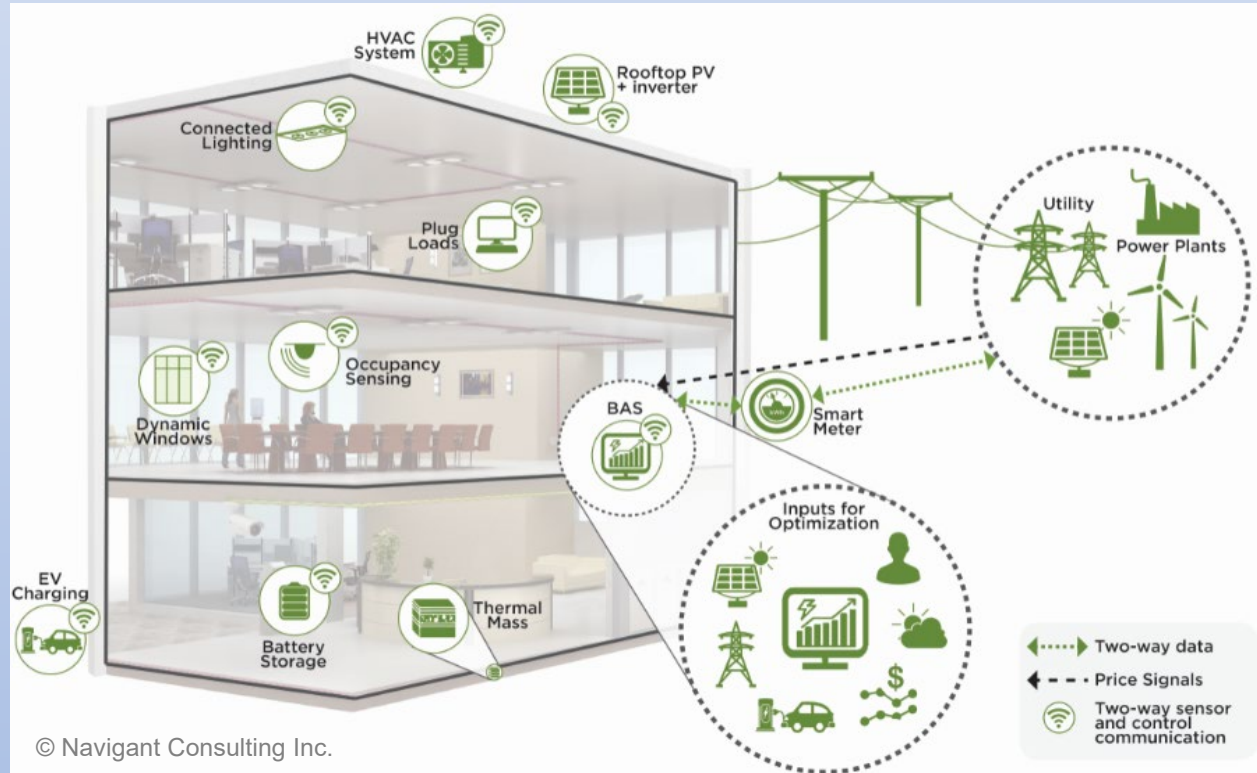 HVAC
System
Rooftop PV
+ inverter
Connected
Lighting
Plug
Loads
Utility
Power Plants
Occupancy
Sensing
Dynamic
Windows
BAS
kWh
Smart
Meter
Inputs for
Optimization
EV
Charging
Battery
Storage
Thermal
Mass
$
Two-way data
Price Signals
Two-way sensor
and control
communication
© Navigant Consulting Inc.